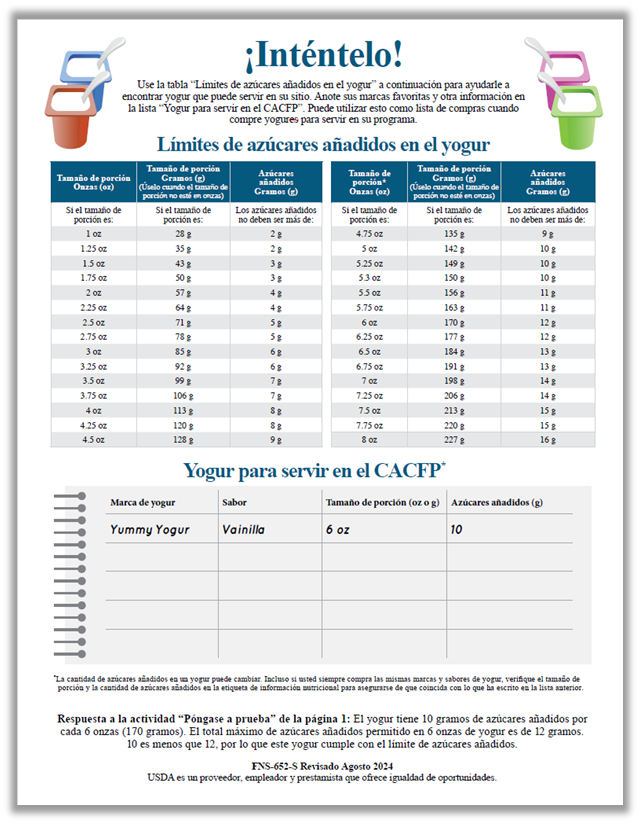 ¡Inténtelo!
Use la tabla “Límites de azúcares añadidos en el yogur” a continuación para ayudarle a
encontrar yogur que puede servir en su sitio. Anote sus marcas favoritas y otra información en
la lista “Yogur para servir en el CACFP”. Puede utilizar esto como lista de compras cuando
compre yogures para servir en su programa.
Límites de azúcares añadidos en el yogur
Tamaño de porción Onzas (oz) Tamaño de porción Gramos (g) (Úselo cuando el tamaño de porción no esté en onzas) Azúcares añadidos Gramos (g)
Si el tamaño de porción es: Si el tamaño de porción es: Los azúcares añadidos no deben ser más de:
1 oz 28 g 2 g
1.25 oz 35 g 2 g
1.5 oz 43 g 3 g
1.75 oz 50 g 3 g
2 oz 57 g 4 g
2.25 oz 64 g 4 g
2.5 oz 71 g 5 g
2.75 oz 78 g 5 g
3 oz 85 g 6 g
3.25 oz 92 g 6 g
3.5 oz 99 g 7 g
3.75 oz 106 g 7 g
4 oz 113 g 8 g
4.25 oz 120 g 8 g
4.5 oz 128 g 9 g
Tamaño de porción* Onzas (oz) Tamaño de porción Gramos (g) (Úselo cuando el tamaño de porción no esté en onzas) Azúcares añadidos Gramos (g)
Si el tamaño de porción es: Si el tamaño de porción es: Los azúcares añadidos no deben ser más de:
4.75 oz 135 g 9 g
5 oz 142 g 10 g
5.25 oz 149 g 10 g
5.3 oz 150 g 10 g
5.5 oz 156 g 11 g
5.75 oz 163 g 11 g
6 oz 170 g 12 g
6.25 oz 177 g 12 g
6.5 oz 184 g 13 g
6.75 oz 191 g 13 g
7 oz 198 g 14 g
7.25 oz 206 g 14 g
7.5 oz 213 g 15 g
7.75 oz 220 g 15 g
8 oz 227 g 16 g
Yogur para servir en el CACFP*
Marca de yogur Sabor Tamaño de porción (oz o g) Azúcares añadidos (g)
Yummy Yogur Vainilla 6 oz 10
*La cantidad de azúcares añadidos en un yogur puede cambiar. Incluso si usted siempre compra las mismas marcas y sabores de yogur, verifique el tamaño de
porción y la cantidad de azúcares añadidos en la etiqueta de información nutricional para asegurarse de que coincida con lo que ha escrito en la lista anterior.
Respuesta a la actividad “Póngase a prueba” de la página 1: El yogur tiene 10 gramos de azúcares añadidos por
cada 6 onzas (170 gramos). El total máximo de azúcares añadidos permitido en 6 onzas de yogur es de 12 gramos.
10 es menos que 12, por lo que este yogur cumple con el límite de azúcares añadidos.
FNS-652-S Revisado Agosto 2024
USDA es un proveedor, empleador y prestamista que ofrece igualdad de oportunidades.